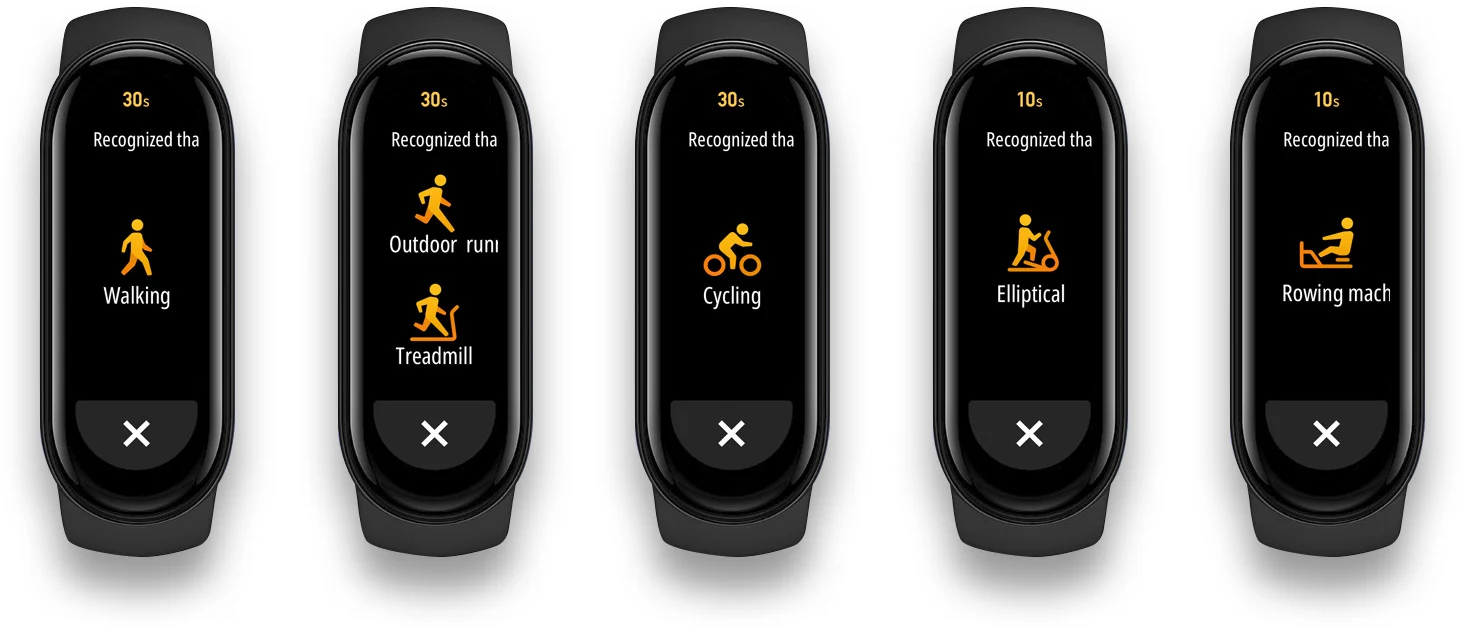 30s
Recognized tha
Walking
30s
Recognized tha
Outdoor runn
Treadmill
30s
Recognized tha
Cycling
10s
Recognized tha
Elliptical
10s
Recognized tha
Rowing mach